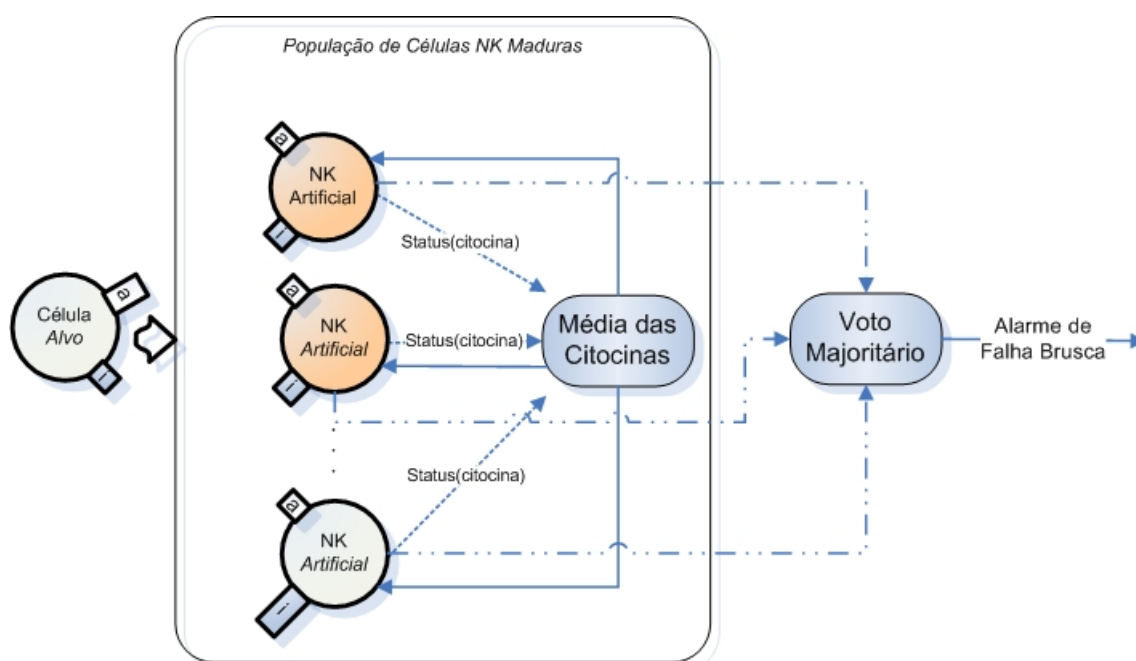 População de Células NK Maduras
a
NK
Artificial
i
Status(citocina)
a
Célula
Alvo
i
a
NK
Artificial
i
Status(citocina)
Média das
Citocinas
Voto
Majoritário
Alarme de
Falha Brusca
Status(citocina)
a
NK
Artificial
i